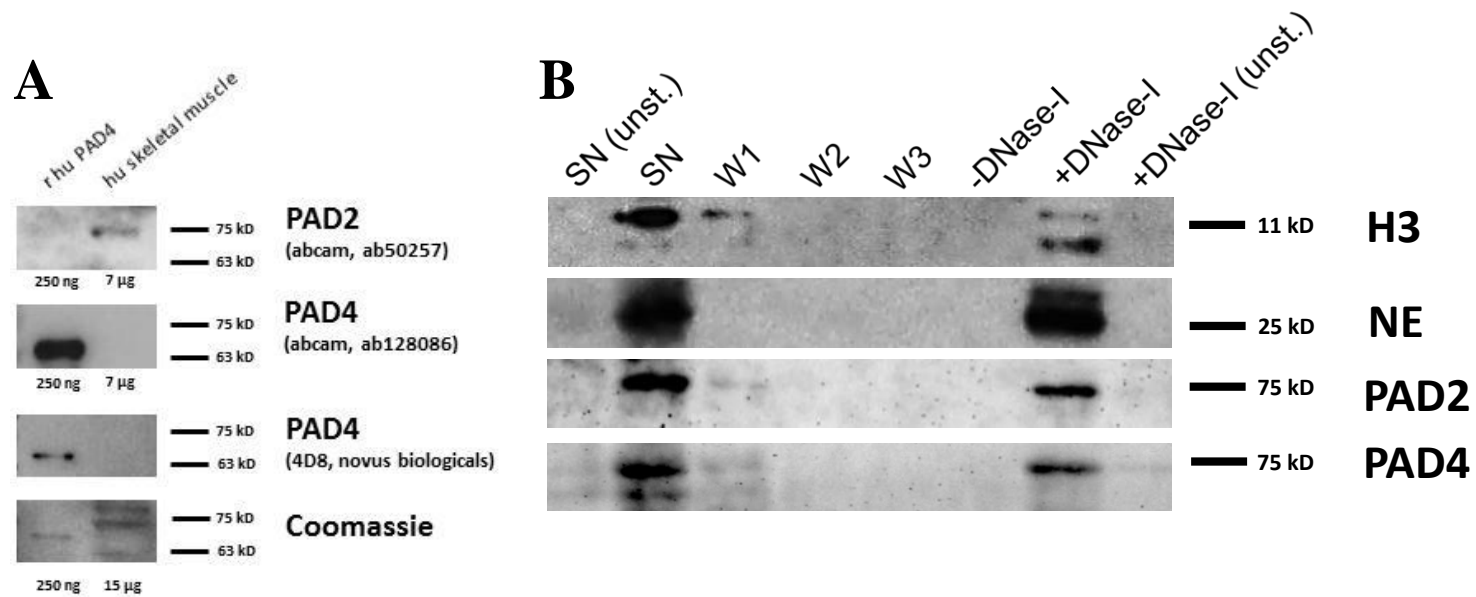 A
r hu PAD4
hu skeletal muscle
75 kD
63 kD
PAD2
(abcam, ab50257)
250 ng 7 µg
75 kD
63 kD
PAD4
(abcam, ab128086)
250 ng 7 µg
75 kD
63 kD
PAD4
(4D8, novus biologicals)
75 kD
63 kD
Coomassie
250 ng 15 µg
B
SN (unst.)
SN
W1
W2
W3
-DNase-I
+DNase-I
+DNase-I (unst.)
11 kD H3
25 kD NE
75 kD PAD2
75 kD PAD4